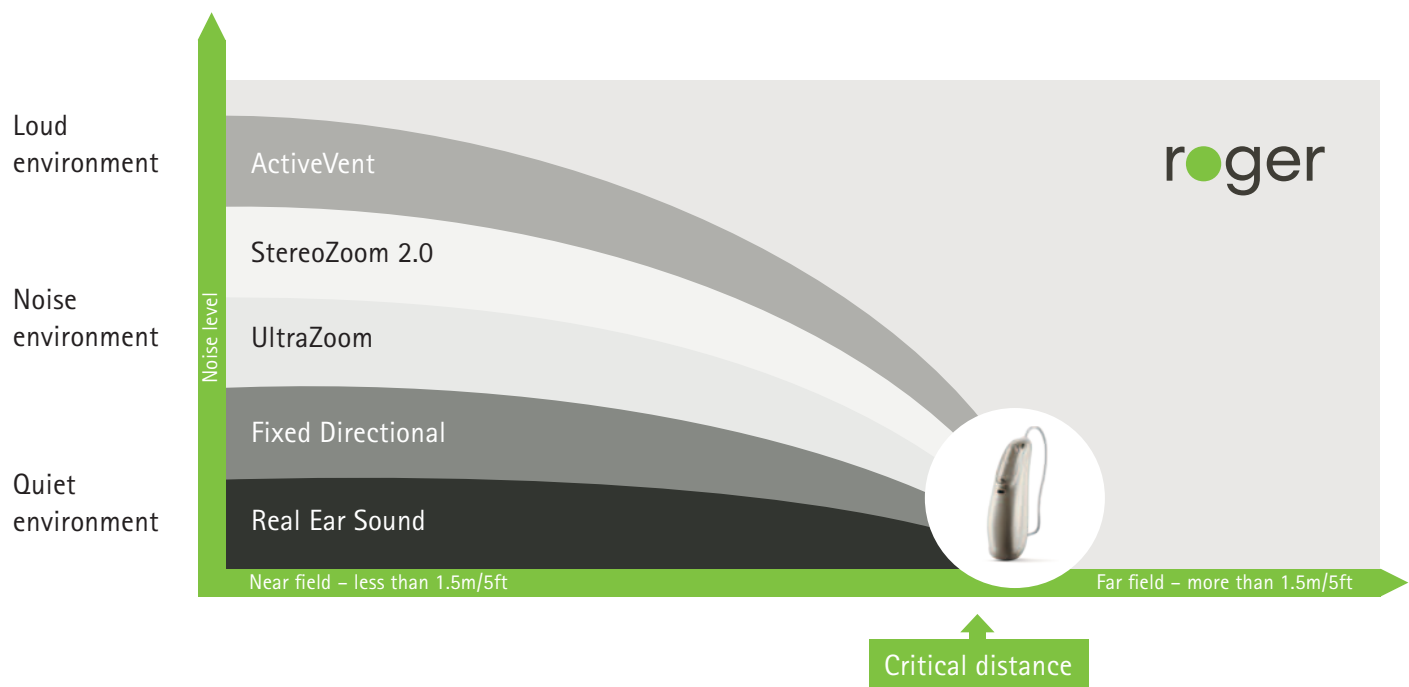 Loud
environment
ActiveVent
roger
StereoZoom 2.0
Noise
environment
Noise level
UltraZoom
Fixed Directional
Quiet
environment
Real Ear Sound
Near field – less than 1.5m/5ft
Far field – more than 1.5m/5ft
Critical distance